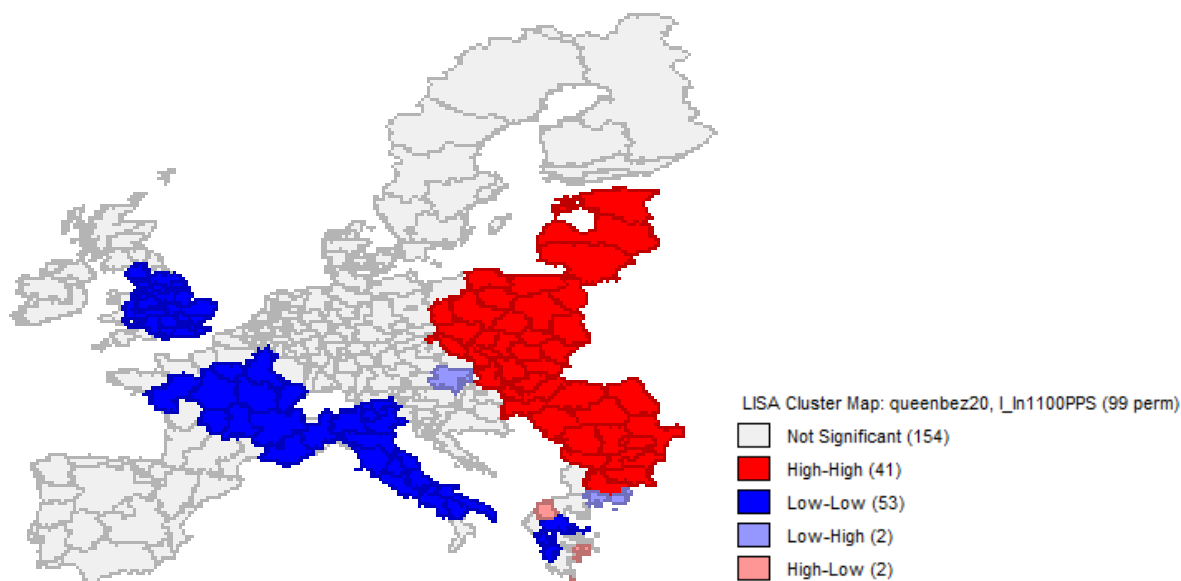 LISA Cluster Map: queenbez20, I_ln1100PPS (99 perm)
Not Significant (154)
High-High (41)
Low-Low (53)
Low-High (2)
High-Low (2)